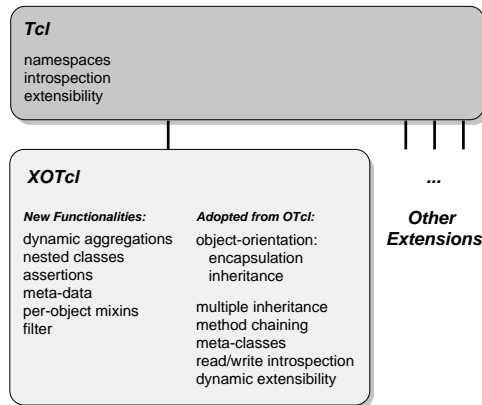 Tcl
namespaces
introspection
extensibility
XOTcl
New Functionalities:
dynamic aggregations
nested classes
assertions
meta-data
per-object mixins
filter
Adopted from OTcl:
object-orientation:
encapsulation
inheritance
multiple inheritance
method chaining
meta-classes
read/write introspection
dynamic extensibility
...
Other
Extensions